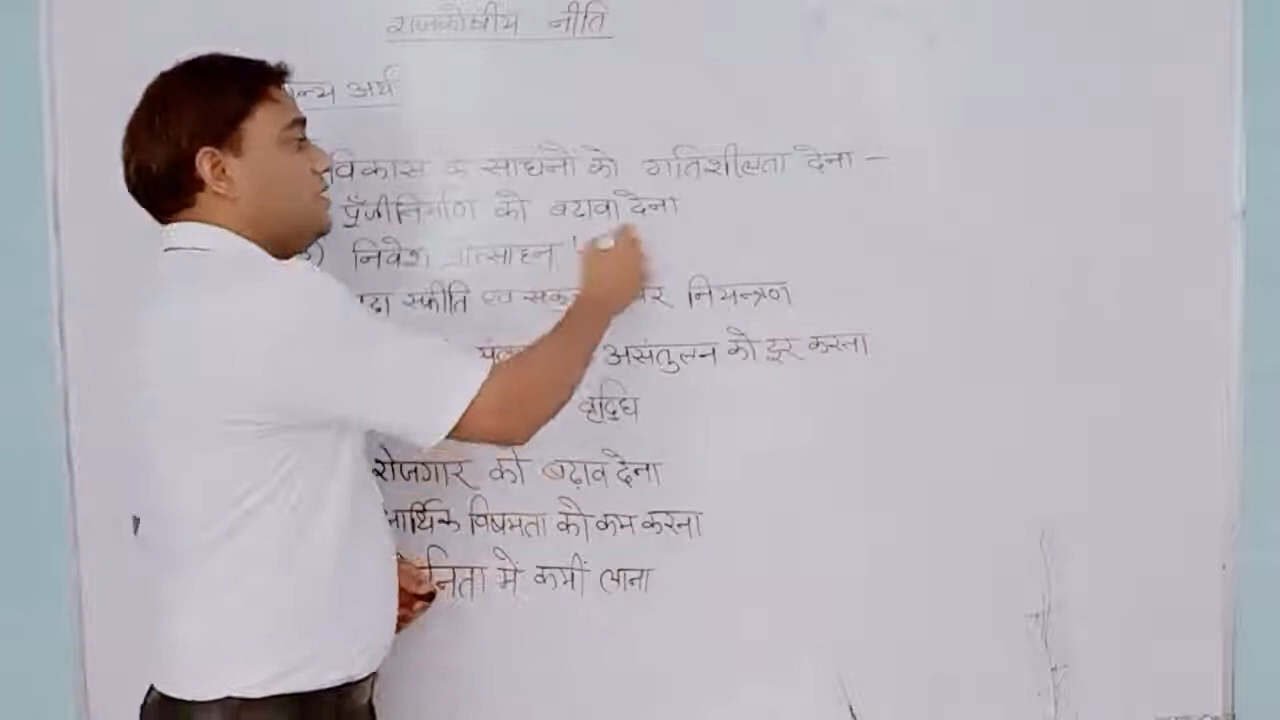 राजकोषीय नीति
अर्थ
विकास के साधनों को गतिशीलता देना -
पूँजीनिर्माण को बढावा देना
निवेश प्रोत्साहन
स्फीति एवं नियन्त्रण
असंतुलन को दूर करना
वृद्धि
रोजगार को बढ़ाव देना
आर्थिक विषमता को कम करना
में कमीं लाना